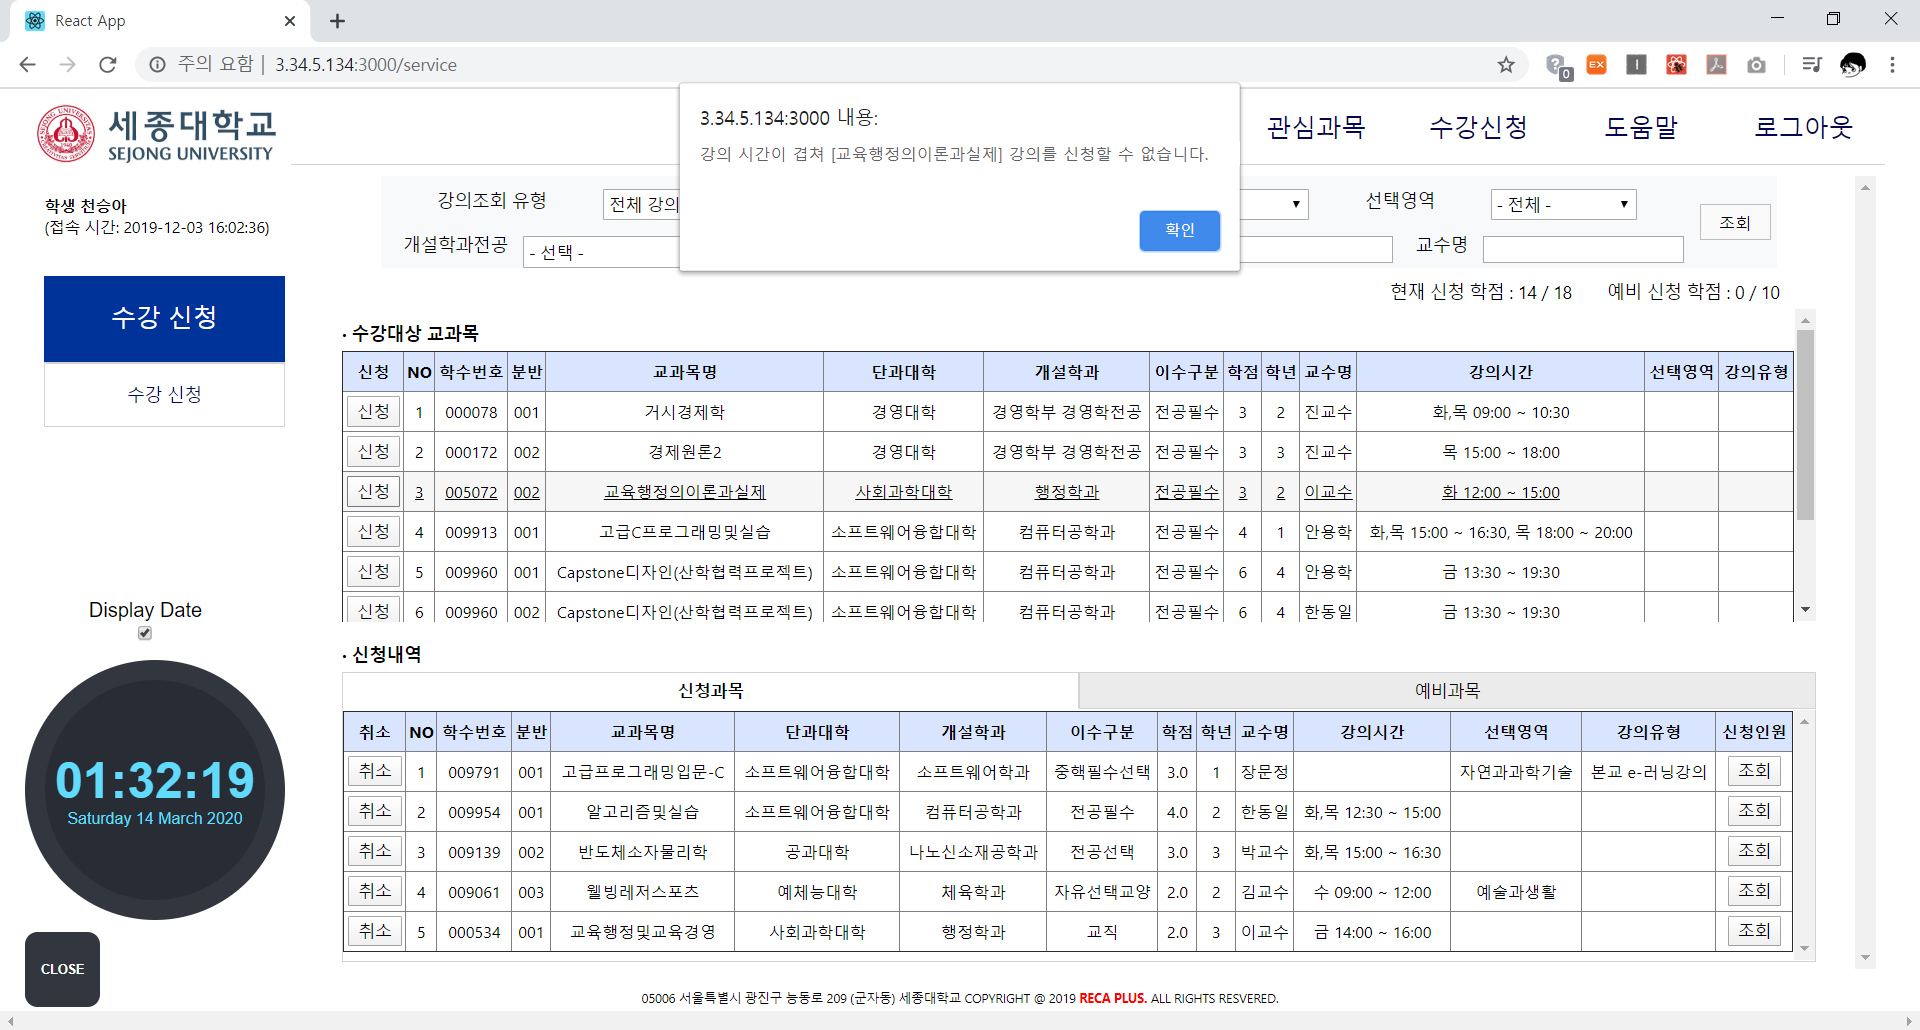 React App
주의 요함 | 3.34.5.134:3000/service
0
EX
세종대학교
SEJONG UNIVERSITY
관심과목 수강신청 도움말 로그아웃
3.34.5.134:3000 내용:
강의 시간이 겹쳐 [교육행정의이론과실제] 강의를 신청할 수 없습니다.
확인
학생 천승아
(접속 시간: 2019-12-03 16:02:36)
수강 신청
수강 신청
강의조회 유형 전체 강의 선택영역 - 전체 - 조회
개설학과전공 - 선택 - 교수명
현재 신청 학점 : 14 / 18 예비 신청 학점 : 0 / 10
· 수강대상 교과목
신청 NO 학수번호 분반 교과목명 단과대학 개설학과 이수구분 학점 학년 교수명 강의시간 선택영역 강의유형
신청 1 000078 001 거시경제학 경영대학 경영학부 경영학전공 전공필수 3 2 진교수 화,목 09:00 ~ 10:30
신청 2 000172 002 경제원론2 경영대학 경영학부 경영학전공 전공필수 3 3 진교수 목 15:00 ~ 18:00
신청 3 005072 002 교육행정의이론과실제 사회과학대학 행정학과 전공필수 3 2 이교수 화 12:00 ~ 15:00
신청 4 009913 001 고급C프로그래밍및실습 소프트웨어융합대학 컴퓨터공학과 전공필수 4 1 안용학 화,목 15:00 ~ 16:30, 목 18:00 ~ 20:00
신청 5 009960 001 Capstone디자인(산학협력프로젝트) 소프트웨어융합대학 컴퓨터공학과 전공필수 6 4 안용학 금 13:30 ~ 19:30
신청 6 009960 002 Capstone디자인(산학협력프로젝트) 소프트웨어융합대학 컴퓨터공학과 전공필수 6 4 한동일 금 13:30 ~ 19:30
· 신청내역
신청과목 예비과목
취소 NO 학수번호 분반 교과목명 단과대학 개설학과 이수구분 학점 학년 교수명 강의시간 선택영역 강의유형 신청인원
취소 1 009791 001 고급프로그래밍입문-C 소프트웨어융합대학 소프트웨어학과 중핵필수선택 3.0 1 장문정 자연과과학기술 본교 e-러닝강의 조회
취소 2 009954 001 알고리즘및실습 소프트웨어융합대학 컴퓨터공학과 전공필수 4.0 2 한동일 화,목 12:30 ~ 15:00 조회
취소 3 009139 002 반도체소자물리학 공과대학 나노신소재공학과 전공선택 3.0 3 박교수 화,목 15:00 ~ 16:30 조회
취소 4 009061 003 웰빙레저스포츠 예체능대학 체육학과 자유선택교양 2.0 2 김교수 수 09:00 ~ 12:00 예술과생활 조회
취소 5 000534 001 교육행정및교육경영 사회과학대학 행정학과 교직 2.0 3 이교수 금 14:00 ~ 16:00 조회
Display Date
01:32:19
Saturday 14 March 2020
CLOSE
05006 서울특별시 광진구 능동로 209 (군자동) 세종대학교 COPYRIGHT @ 2019 RECA PLUS. ALL RIGHTS RESVERED.